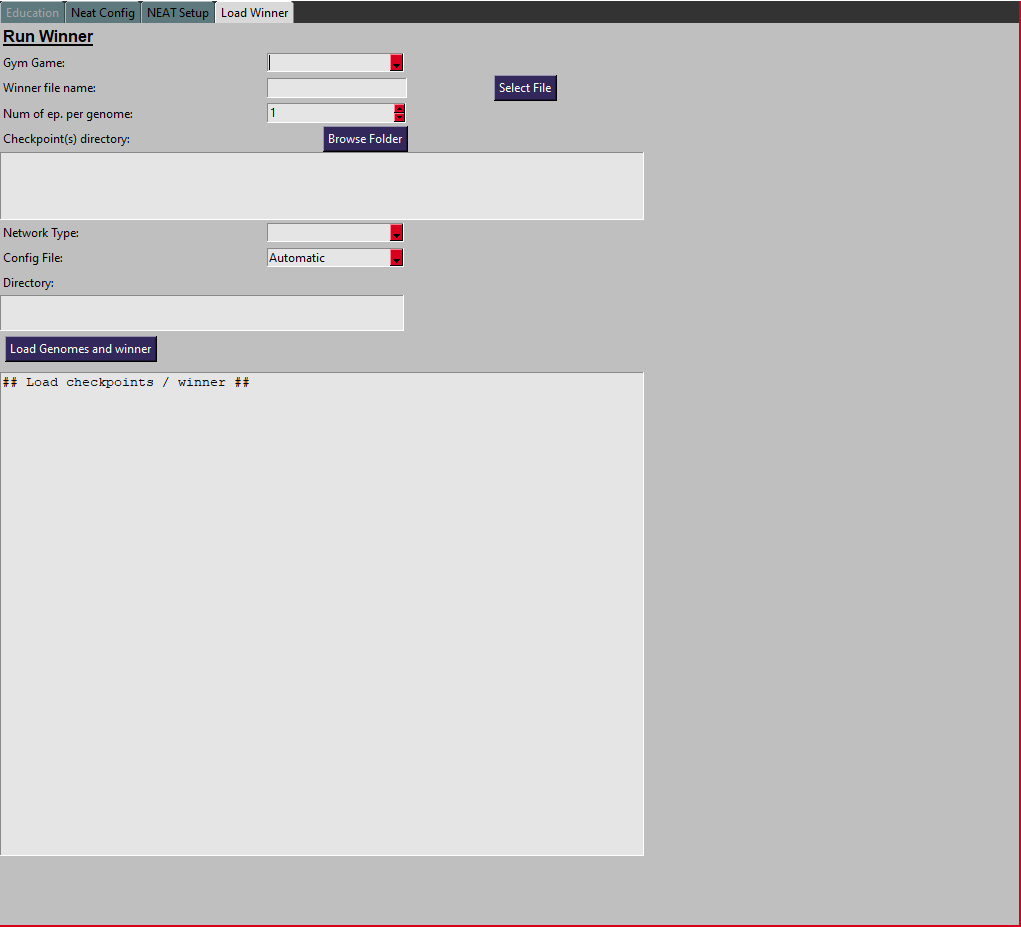 Education Neat Config NEAT Setup Load Winner
Run Winner
Gym Game:
Winner file name: Select File
Num of ep. per genome: 1
Checkpoint(s) directory: Browse Folder
Network Type:
Config File: Automatic
Directory:
Load Genomes and winner
## Load checkpoints / winner ##